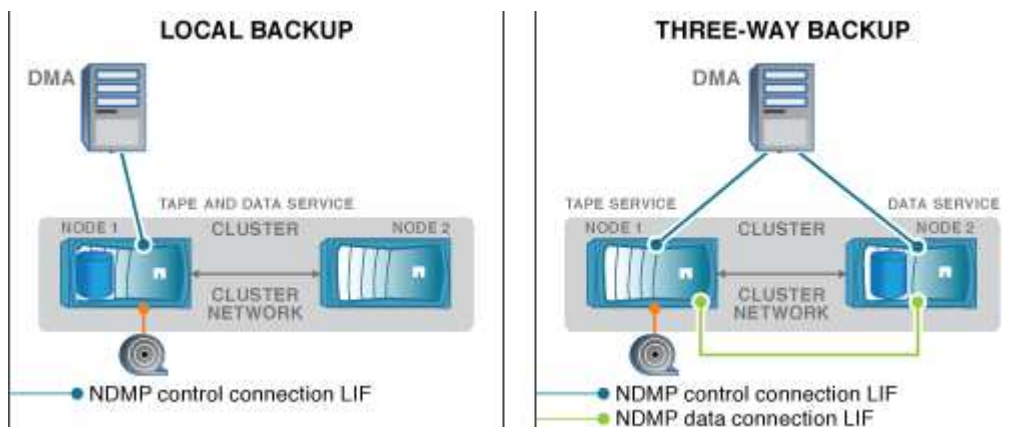 LOCAL BACKUP
DMA
TAPE AND DATA SERVICE
NODE 1
CLUSTER
NODE 2
CLUSTER
NETWORK
NDMP control connection LIF
THREE-WAY BACKUP
DMA
TAPE SERVICE
DATA SERVICE
NODE 1
CLUSTER
NODE 2
CLUSTER
NETWORK
NDMP control connection LIF
NDMP data connection LIF